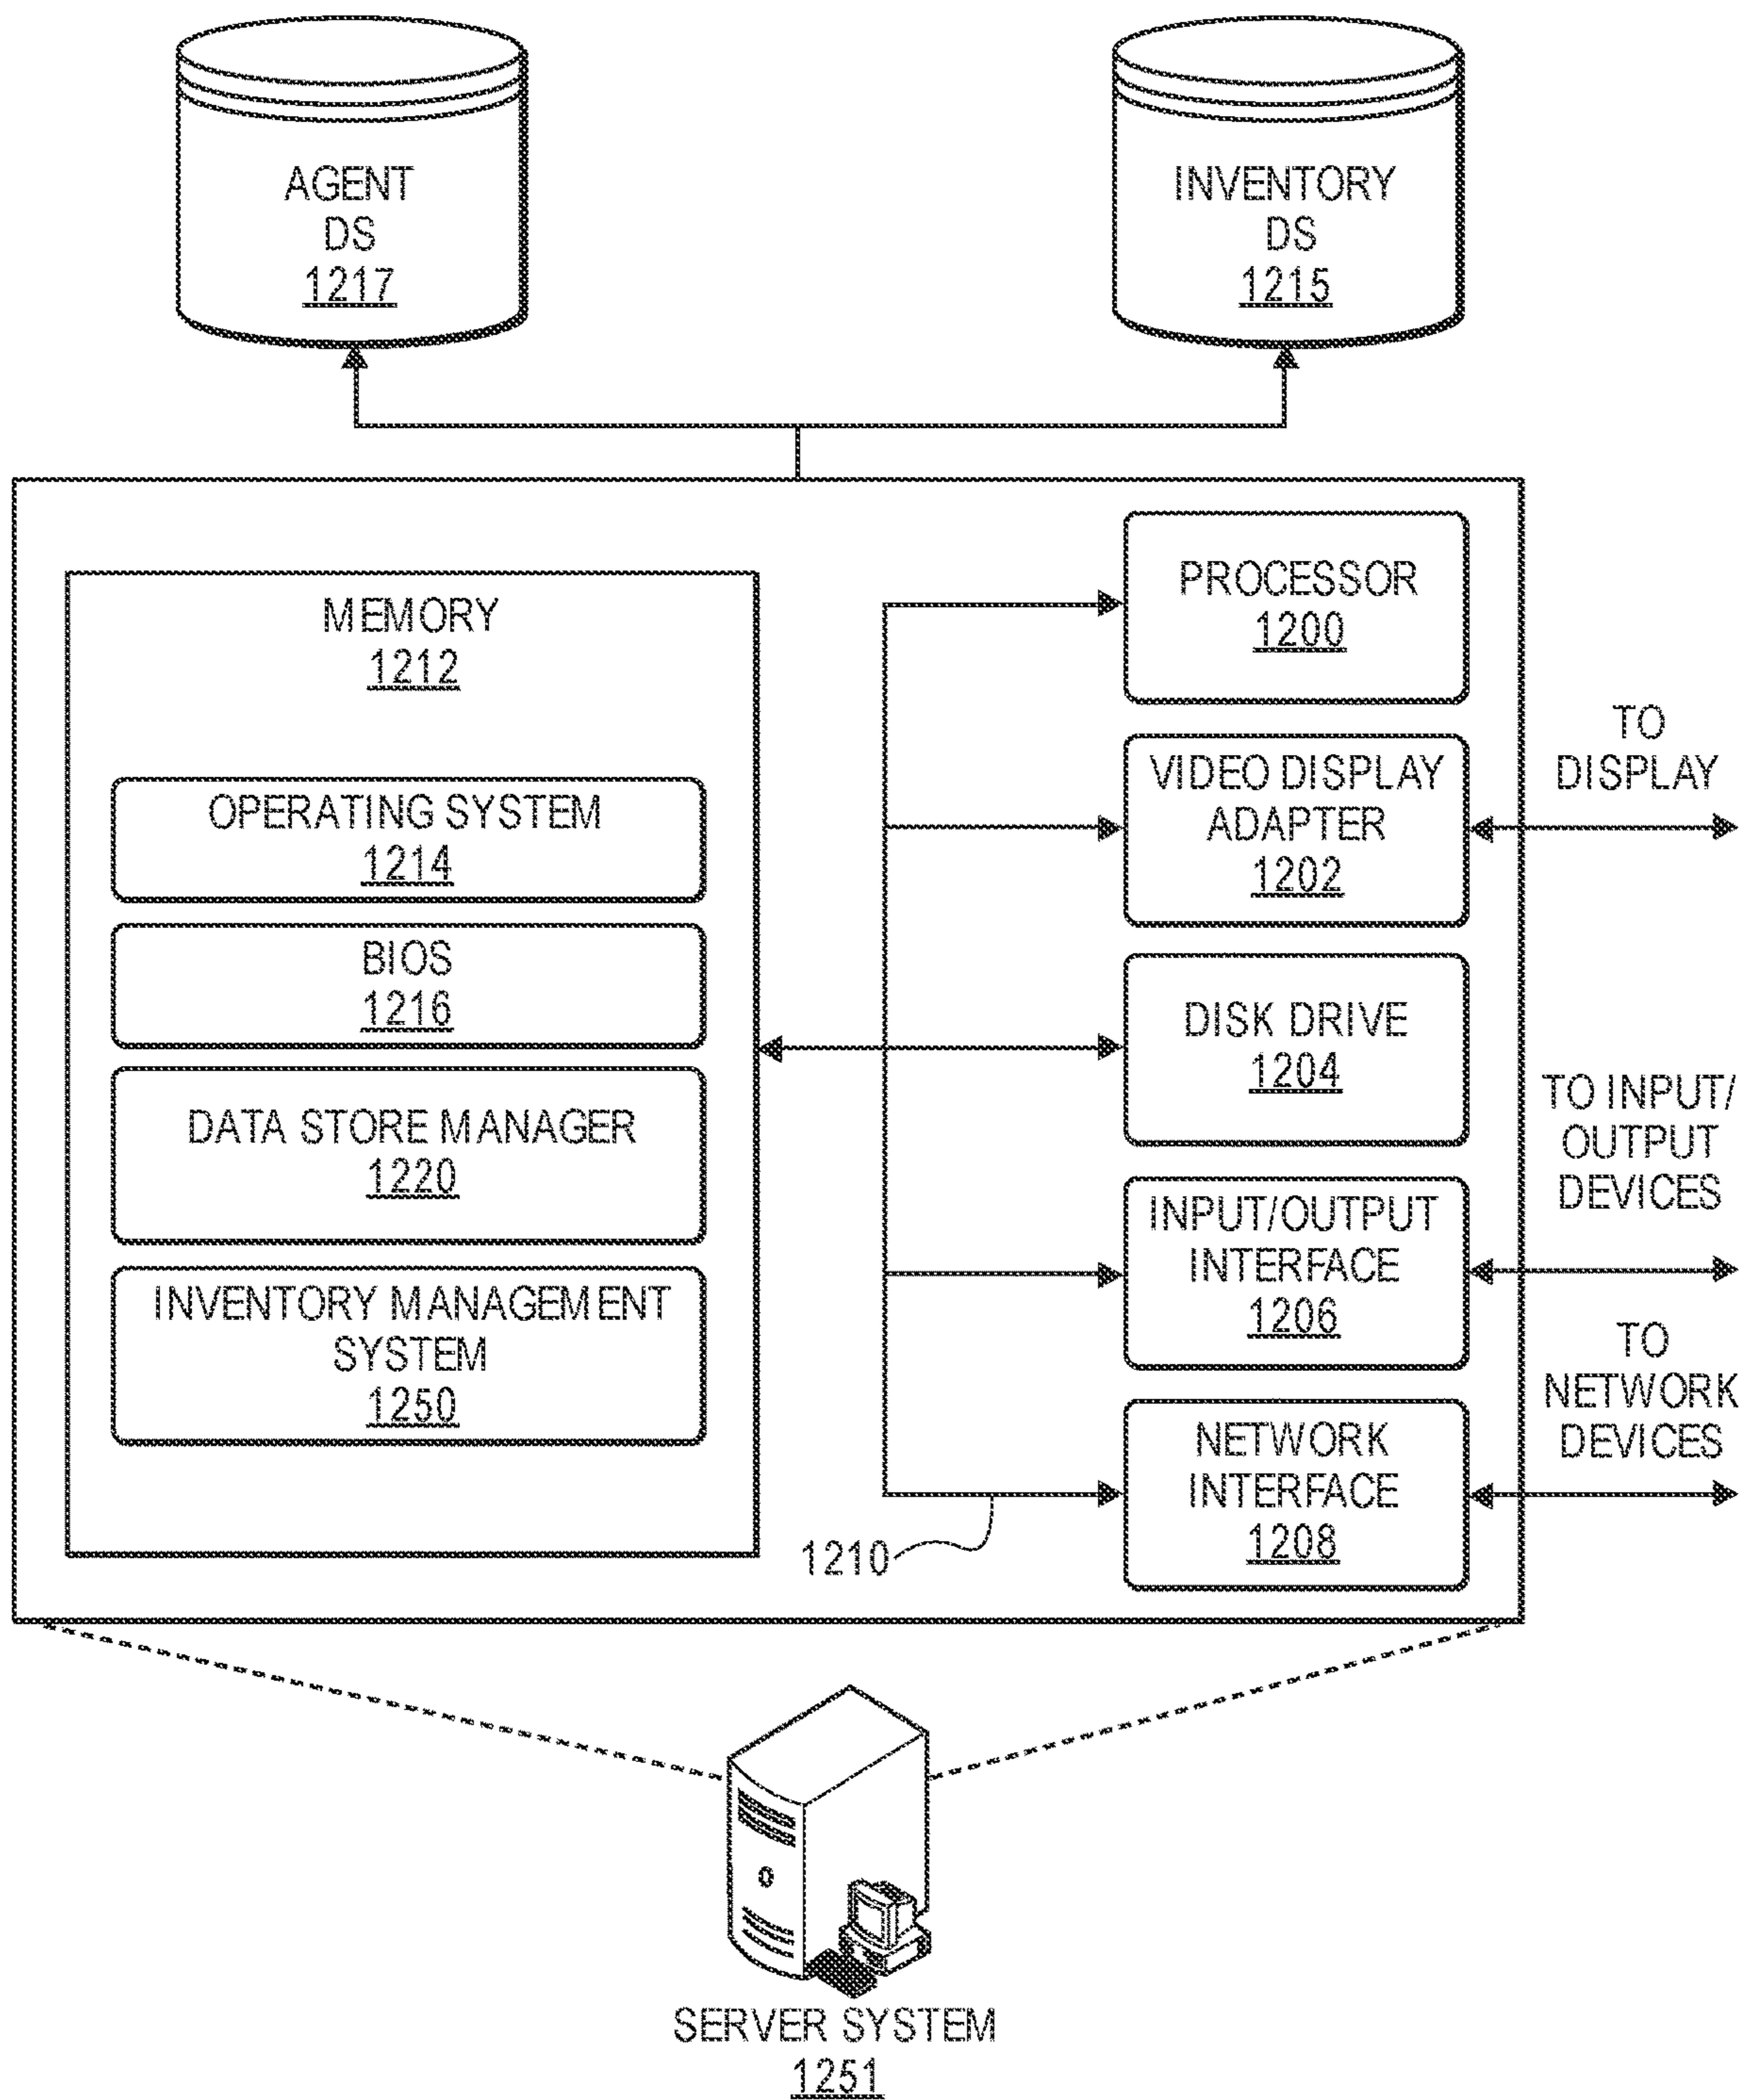 AGENT
DS
1217
INVENTORY
DS
1215
MEMORY
1212
OPERATING SYSTEM
1214
BIOS
1216
DATA STORE MANAGER
1220
INVENTORY MANAGEMENT
SYSTEM
1250
PROCESSOR
1200
VIDEO DISPLAY
ADAPTER
1202
DISK DRIVE
1204
INPUT/OUTPUT
INTERFACE
1206
NETWORK
INTERFACE
1208
1210
TO
DISPLAY
TO INPUT/
OUTPUT
DEVICES
TO
NETWORK
DEVICES
SERVER SYSTEM
1251